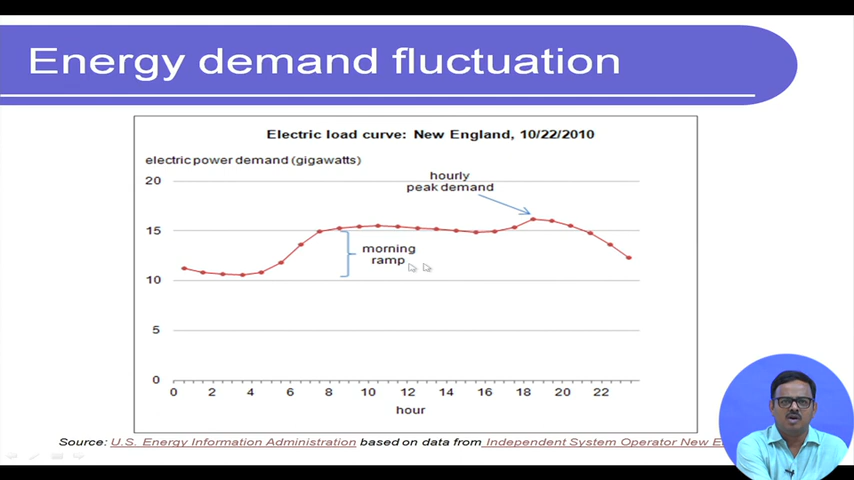 Energy demand fluctuation
Electric load curve: New England, 10/22/2010
electric power demand (gigawatts)
hourly
peak demand
morning
ramp
20
15
10
5
0
0 2 4 6 8 10 12 14 16 18 20 22
hour
Source: U.S. Energy Information Administration based on data from Independent System Operator New